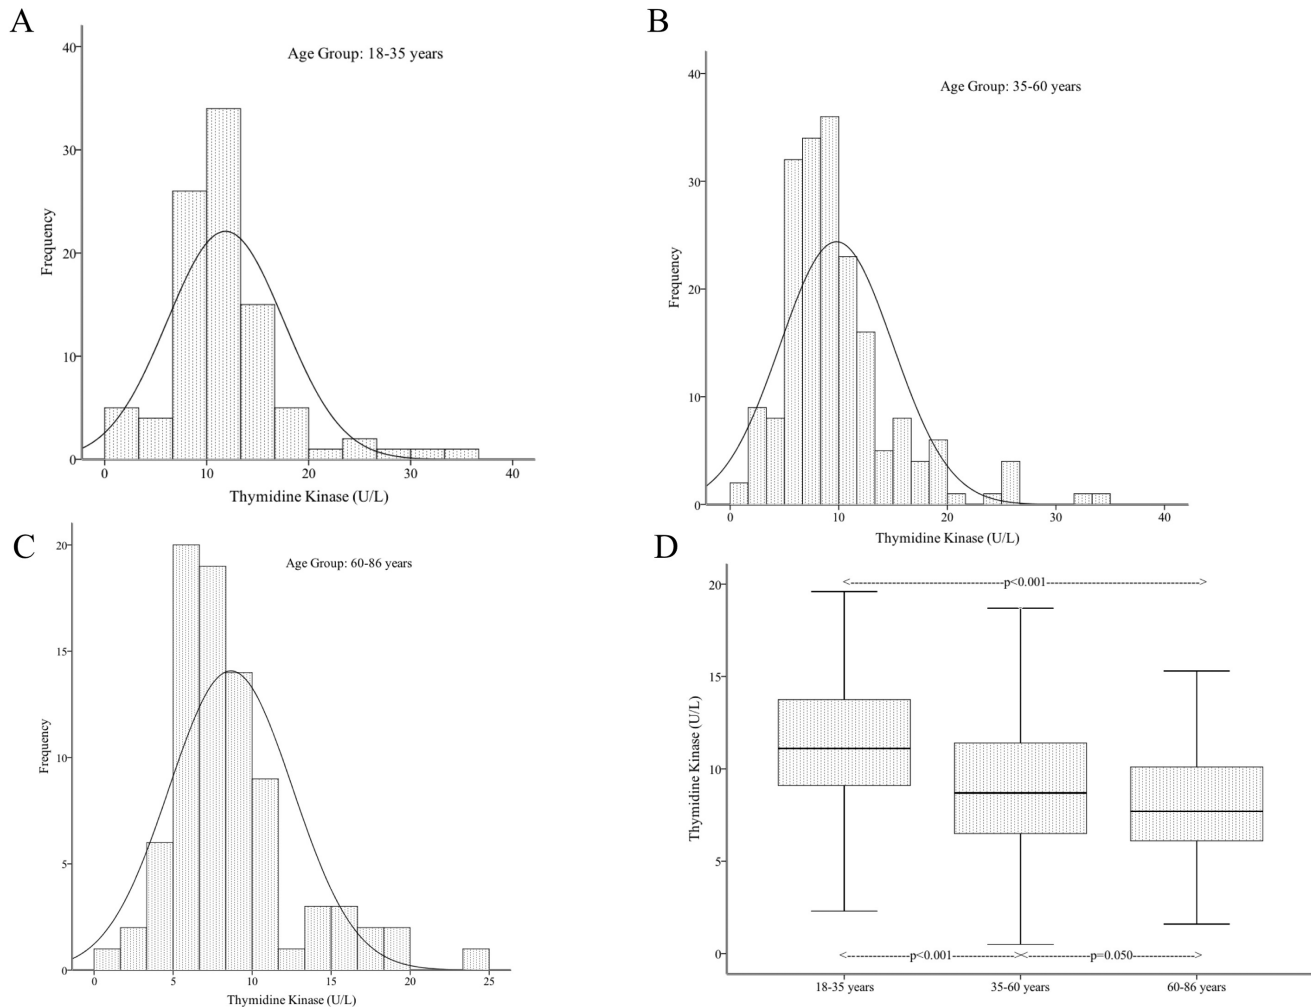 A
Age Group: 18-35 years
40
30
20
10
0
Frequency
0 10 20 30 40
Thymidine Kinase (U/L)
B
Age Group: 35-60 years
40
30
20
10
0
Frequency
0 10 20 30 40
Thymidine Kinase (U/L)
C
Age Group: 60-86 years
20
15
10
5
0
Frequency
0 5 10 15 20 25
Thymidine Kinase (U/L)
D
p<0.001
20
15
10
5
0
Thymidine Kinase (U/L)
p<0.001 p=0.050
18-35 years 35-60 years 60-86 years